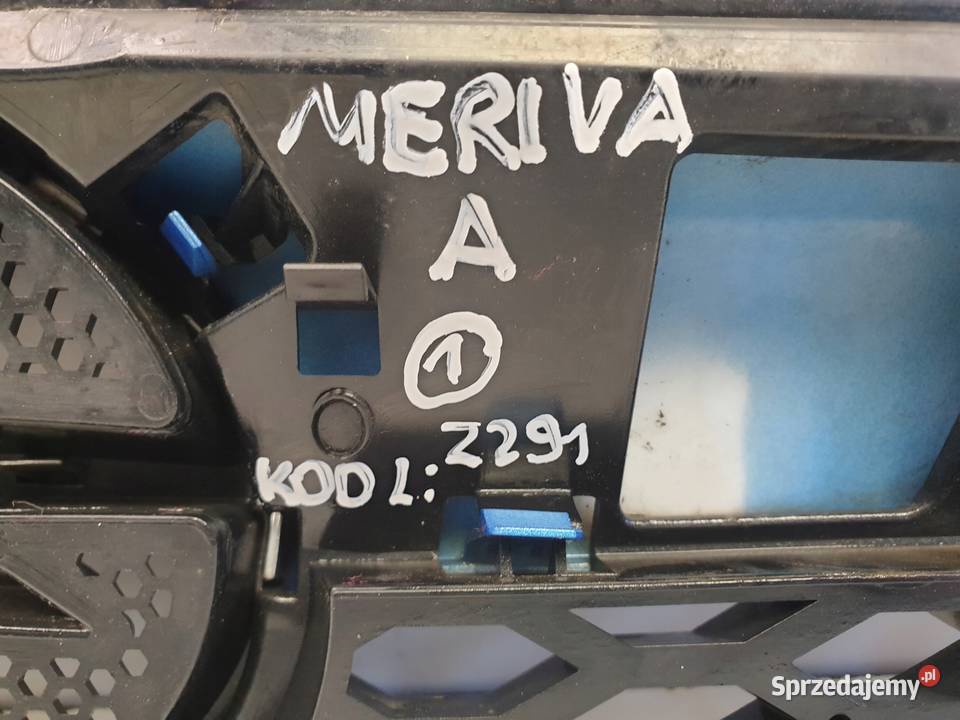 MERIVA
A
1
Z291
KOD L:
Sprzedajemy.pl